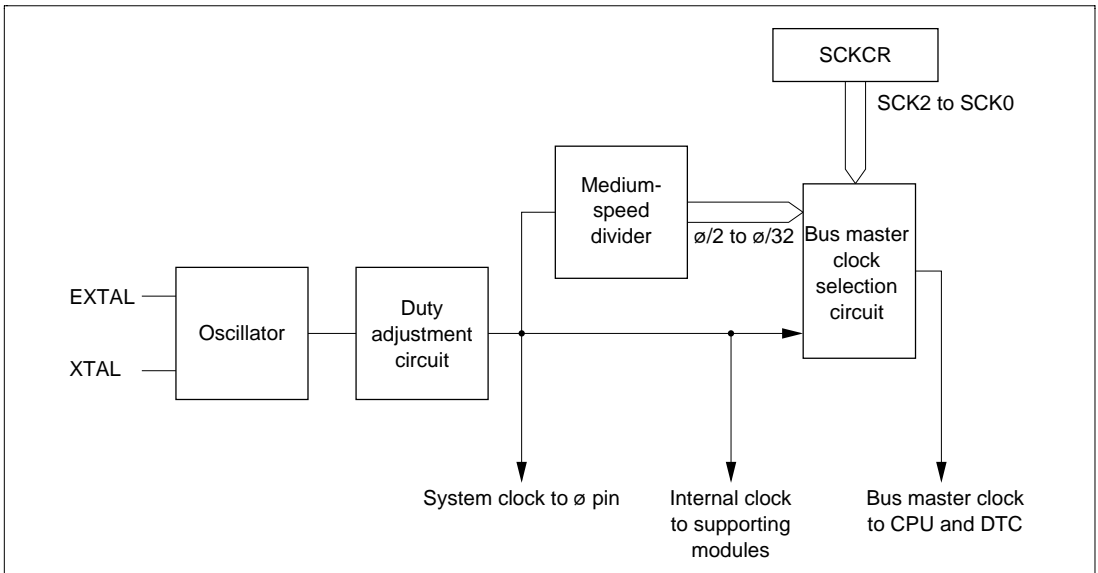 SCKCR
SCK2 to SCK0
Medium-
speed
divider
ø/2 to ø/32
Bus master
clock
selection
circuit
EXTAL
XTAL
Oscillator
Duty
adjustment
circuit
System clock to ø pin
Internal clock
to supporting
modules
Bus master clock
to CPU and DTC